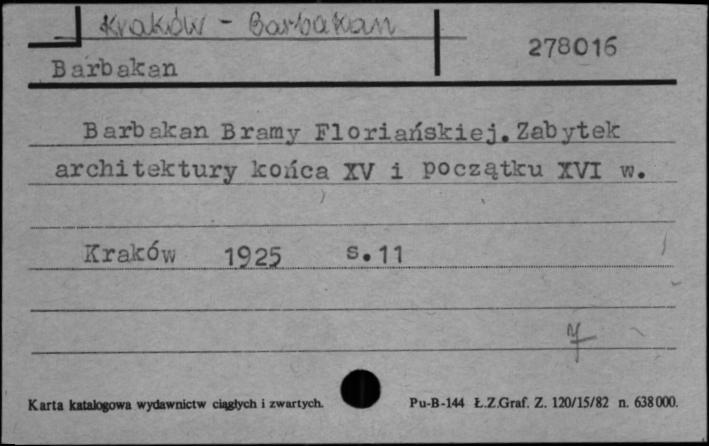 Kraków - Barbakan
278016
Barbakan
Barbakan Bramy Floriańskiej. Zabytek
architektury końca XV i początku XVI w.
Kraków 1925 s.11
Karta katalogowa wydawnictw ciągłych i zwartych. Pu-B-144 Ł.Z.Graf. Z. 120/15/82 n. 638000.